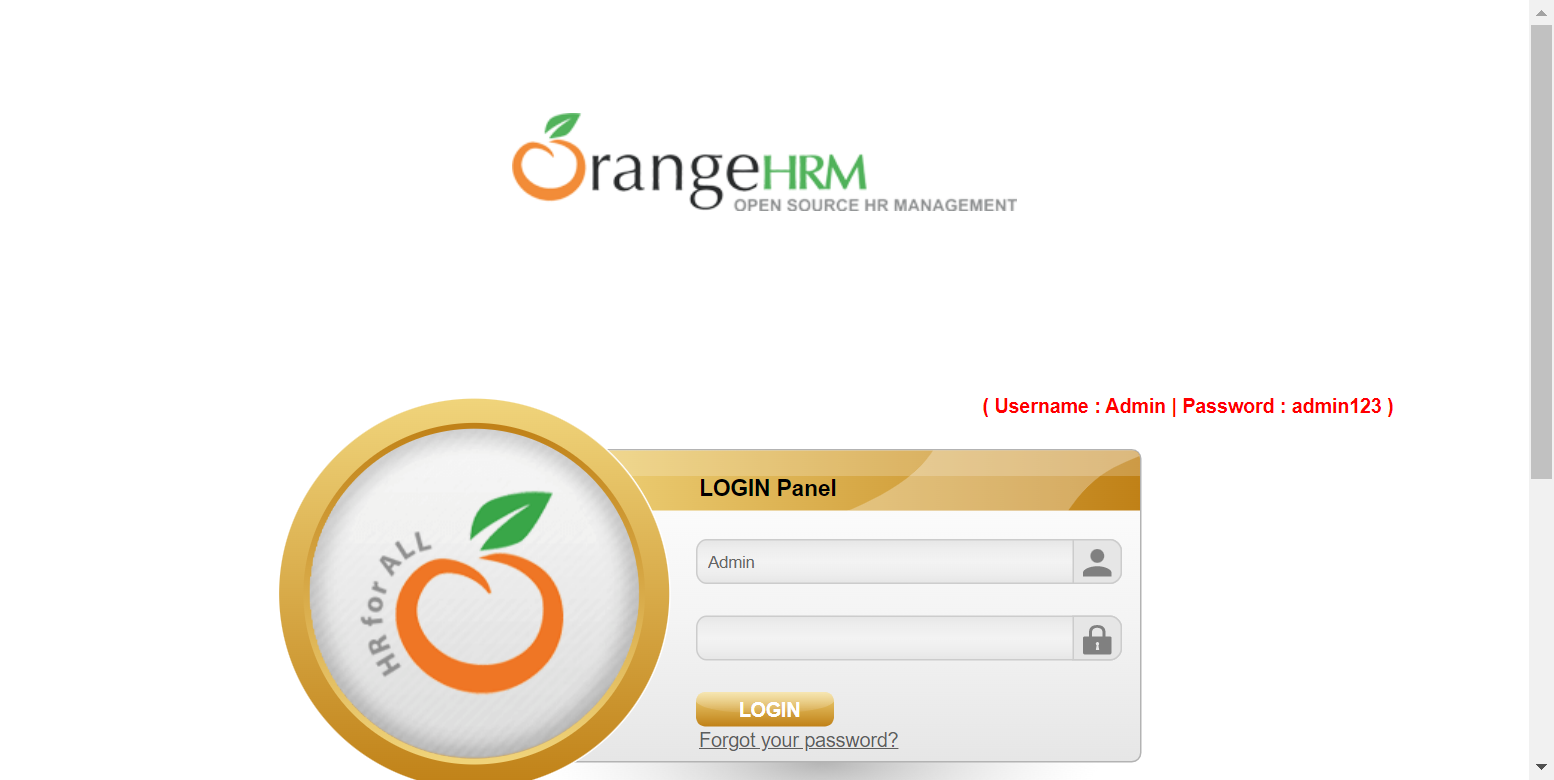 OrangeHRM
OPEN SOURCE HR MANAGEMENT
( Username : Admin | Password : admin123 )
HR for ALL
LOGIN Panel
Admin
LOGIN
Forgot your password?